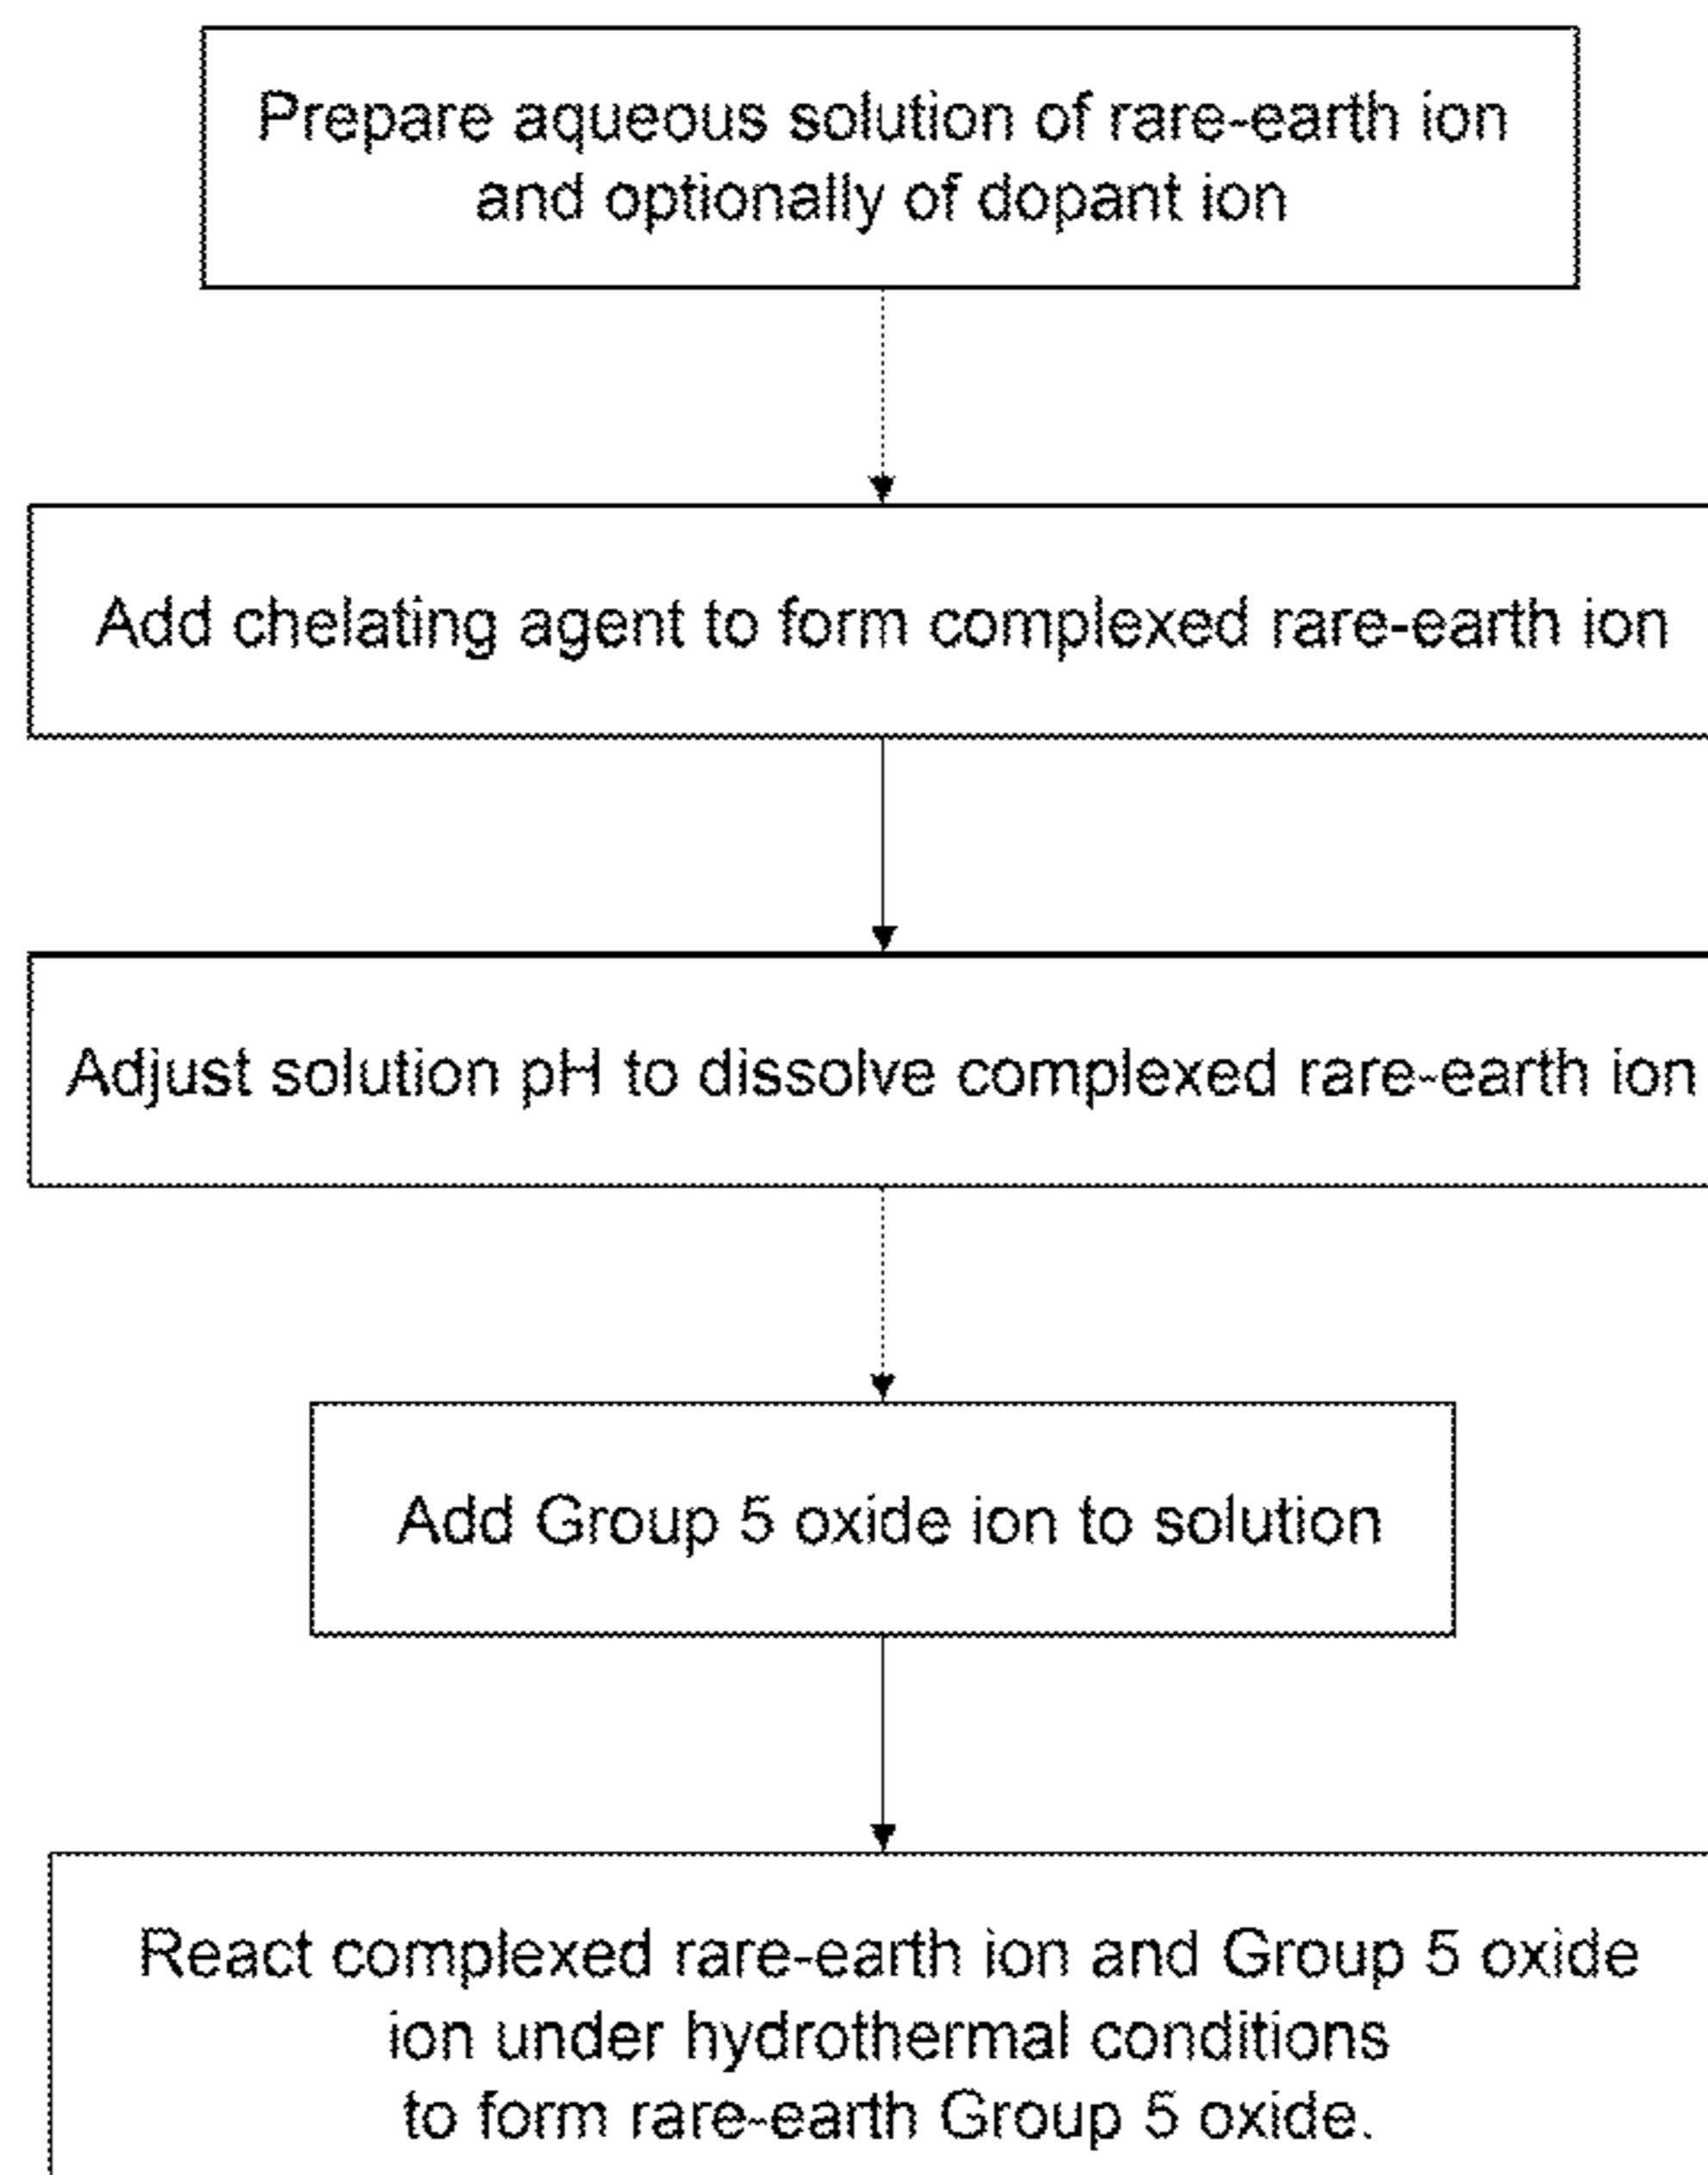 Prepare aqueous solution of rare-earth ion
and optionally of dopant ion
Add chelating agent to form complexed rare-earth ion
Adjust solution pH to dissolve complexed rare-earth ion
Add Group 5 oxide ion to solution
React complexed rare-earth ion and Group 5 oxide
ion under hydrothermal conditions
to form rare-earth Group 5 oxide.